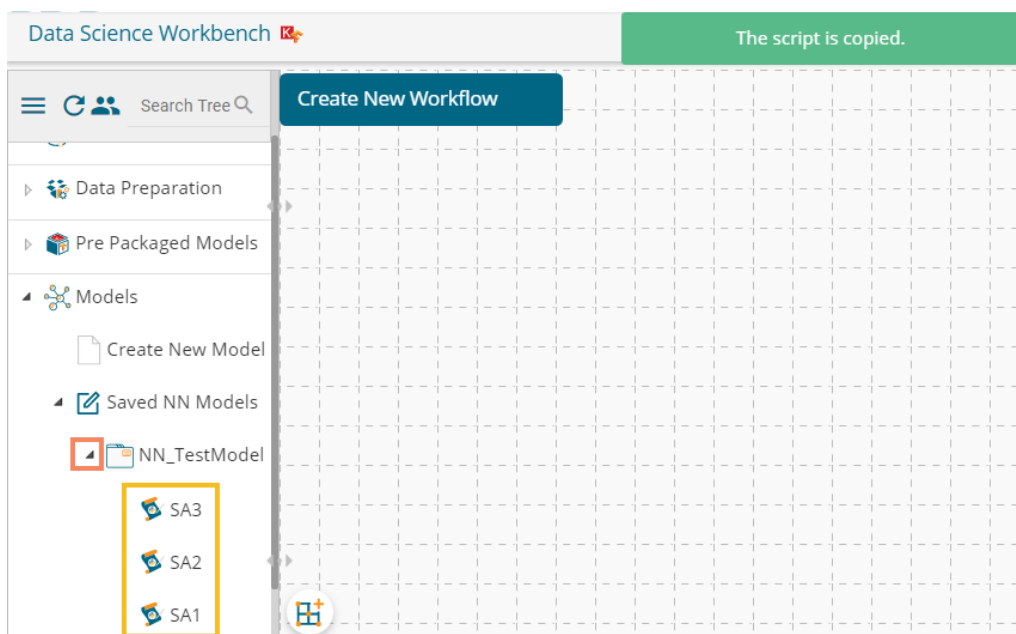 Data Science Workbench
The script is copied.
Search Tree
Create New Workflow
Data Preparation
Pre Packaged Models
Models
Create New Model
Saved NN Models
NN_TestModel
SA3
SA2
SA1